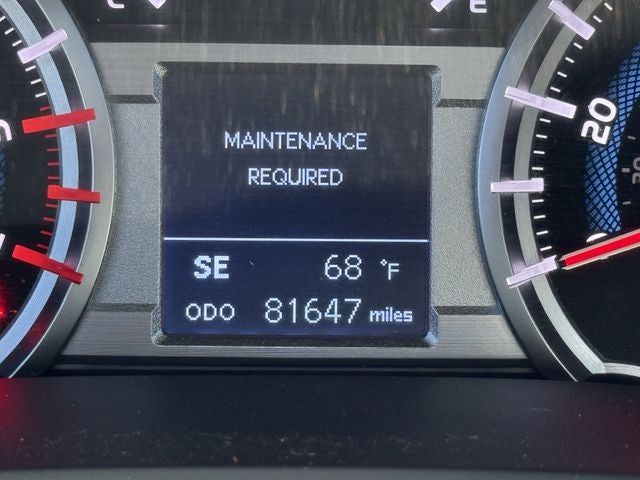 C E
MAINTENANCE
REQUIRED
20
SE 68 °F
ODO 81647 miles